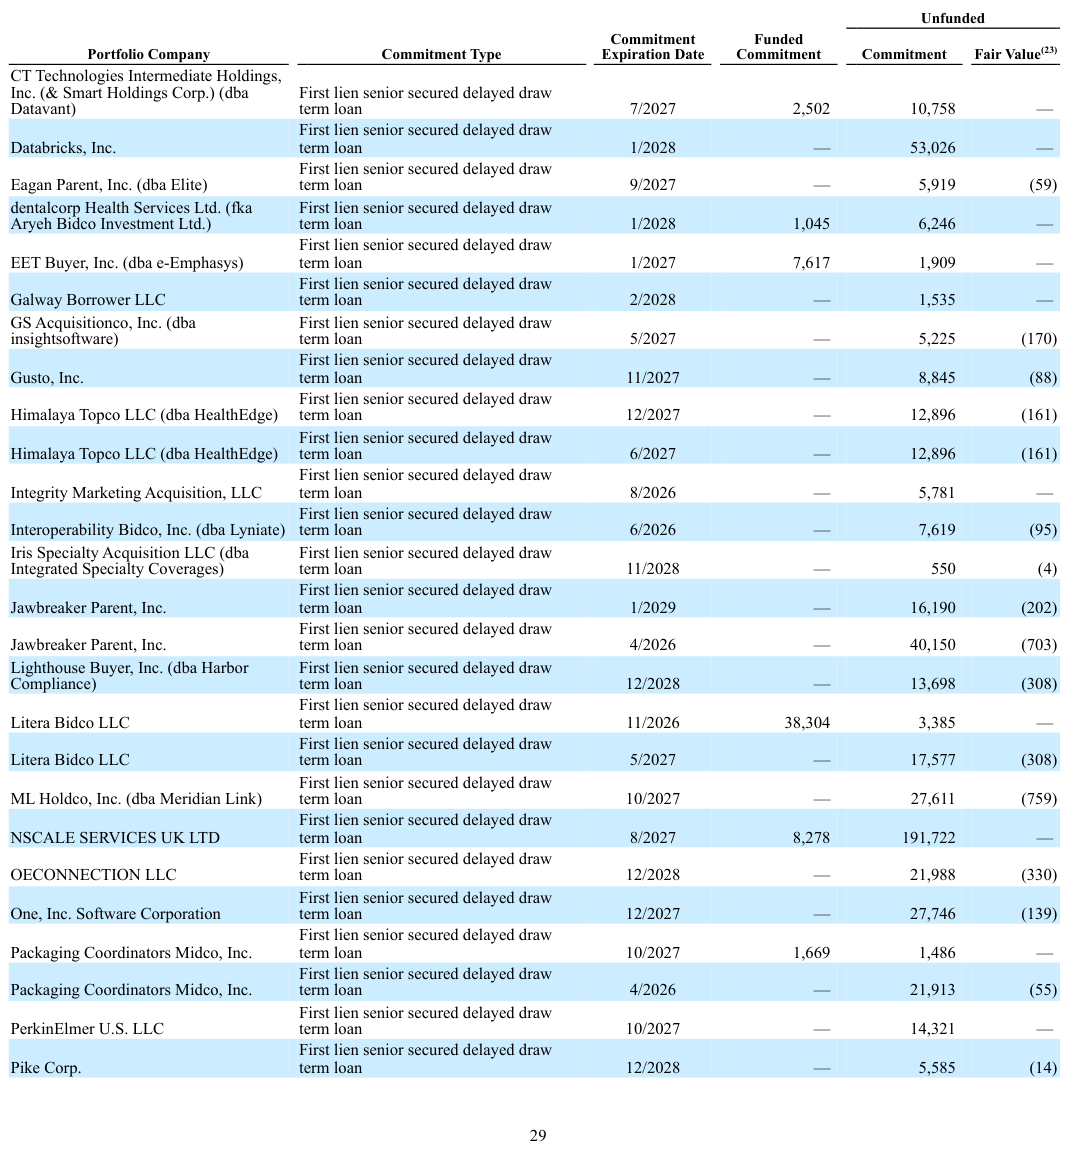 Unfunded
Portfolio Company Commitment Type Commitment Expiration Date Funded Commitment Commitment Fair Value(23)
CT Technologies Intermediate Holdings,
Inc. (& Smart Holdings Corp.) (dba First lien senior secured delayed draw
Datavant) term loan 7/2027 2,502 10,758 —
First lien senior secured delayed draw
Databricks, Inc. term loan 1/2028 — 53,026 —
First lien senior secured delayed draw
Eagan Parent, Inc. (dba Elite) term loan 9/2027 — 5,919 (59)
dentalcorp Health Services Ltd. (fka First lien senior secured delayed draw
Aryeh Bidco Investment Ltd.) term loan 1/2028 1,045 6,246 —
First lien senior secured delayed draw
EET Buyer, Inc. (dba e-Emphasys) term loan 1/2027 7,617 1,909 —
First lien senior secured delayed draw
Galway Borrower LLC term loan 2/2028 — 1,535 —
GS Acquisitionco, Inc. (dba First lien senior secured delayed draw
insightsoftware) term loan 5/2027 — 5,225 (170)
First lien senior secured delayed draw
Gusto, Inc. term loan 11/2027 — 8,845 (88)
First lien senior secured delayed draw
Himalaya Topco LLC (dba HealthEdge) term loan 12/2027 — 12,896 (161)
First lien senior secured delayed draw
Himalaya Topco LLC (dba HealthEdge) term loan 6/2027 — 12,896 (161)
First lien senior secured delayed draw
Integrity Marketing Acquisition, LLC term loan 8/2026 — 5,781 —
First lien senior secured delayed draw
Interoperability Bidco, Inc. (dba Lyniate) term loan 6/2026 — 7,619 (95)
Iris Specialty Acquisition LLC (dba First lien senior secured delayed draw
Integrated Specialty Coverages) term loan 11/2028 — 550 (4)
First lien senior secured delayed draw
Jawbreaker Parent, Inc. term loan 1/2029 — 16,190 (202)
First lien senior secured delayed draw
Jawbreaker Parent, Inc. term loan 4/2026 — 40,150 (703)
Lighthouse Buyer, Inc. (dba Harbor First lien senior secured delayed draw
Compliance) term loan 12/2028 — 13,698 (308)
First lien senior secured delayed draw
Litera Bidco LLC term loan 11/2026 38,304 3,385 —
First lien senior secured delayed draw
Litera Bidco LLC term loan 5/2027 — 17,577 (308)
First lien senior secured delayed draw
ML Holdco, Inc. (dba Meridian Link) term loan 10/2027 — 27,611 (759)
First lien senior secured delayed draw
NSCALE SERVICES UK LTD term loan 8/2027 8,278 191,722 —
First lien senior secured delayed draw
OECONNECTION LLC term loan 12/2028 — 21,988 (330)
First lien senior secured delayed draw
One, Inc. Software Corporation term loan 12/2027 — 27,746 (139)
First lien senior secured delayed draw
Packaging Coordinators Midco, Inc. term loan 10/2027 1,669 1,486 —
First lien senior secured delayed draw
Packaging Coordinators Midco, Inc. term loan 4/2026 — 21,913 (55)
First lien senior secured delayed draw
PerkinElmer U.S. LLC term loan 10/2027 — 14,321 —
First lien senior secured delayed draw
Pike Corp. term loan 12/2028 — 5,585 (14)
29